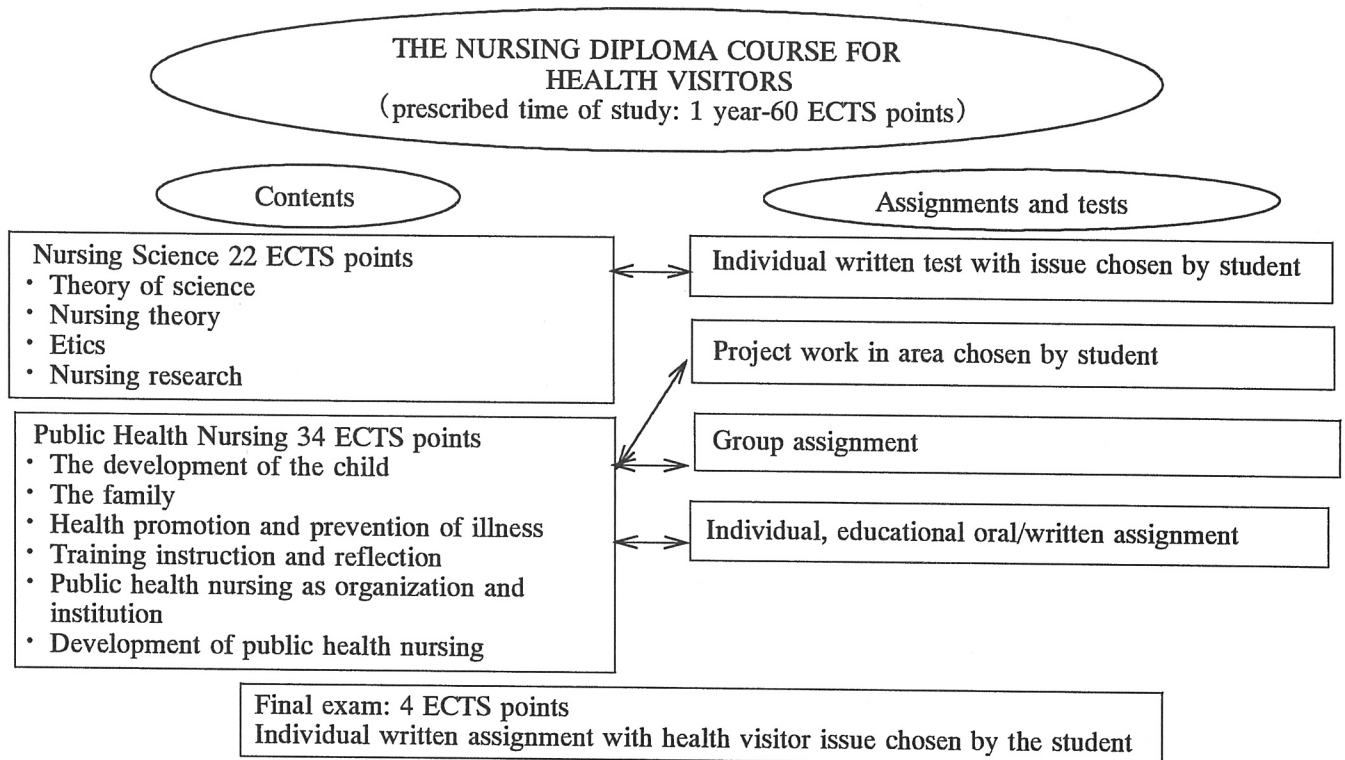 THE NURSING DIPLOMA COURSE FOR
HEALTH VISITORS
(prescribed time of study: 1 year-60 ECTS points)
Contents
Assignments and tests
Nursing Science 22 ECTS points
・ Theory of science
・ Nursing theory
・ Etics
・ Nursing research
Public Health Nursing 34 ECTS points
・ The development of the child
・ The family
・ Health promotion and prevention of illness
・ Training instruction and reflection
・ Public health nursing as organization and
institution
・ Development of public health nursing
Individual written test with issue chosen by student
Project work in area chosen by student
Group assignment
Individual, educational oral/written assignment
Final exam: 4 ECTS points
Individual written assignment with health visitor issue chosen by the student